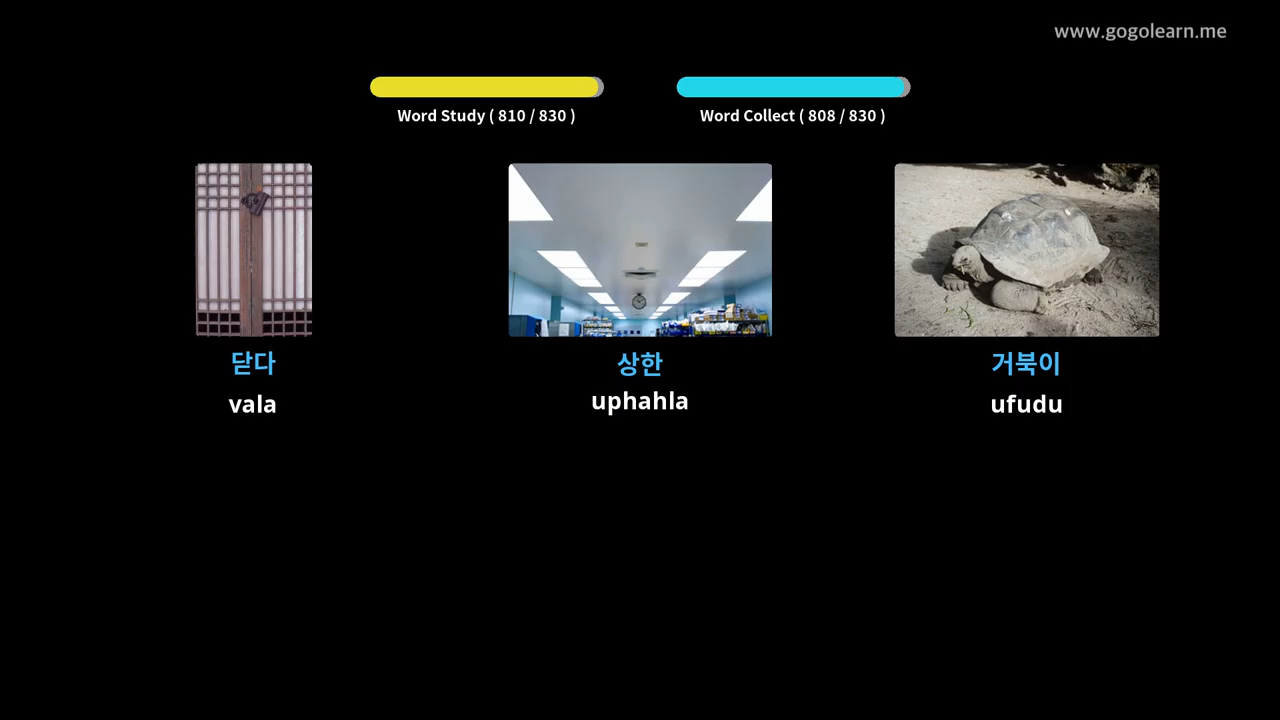 www.gogolearn.me
Word Study ( 810 / 830 )
Word Collect ( 808 / 830 )
닫다
상한
거북이
vala
uphahla
ufudu